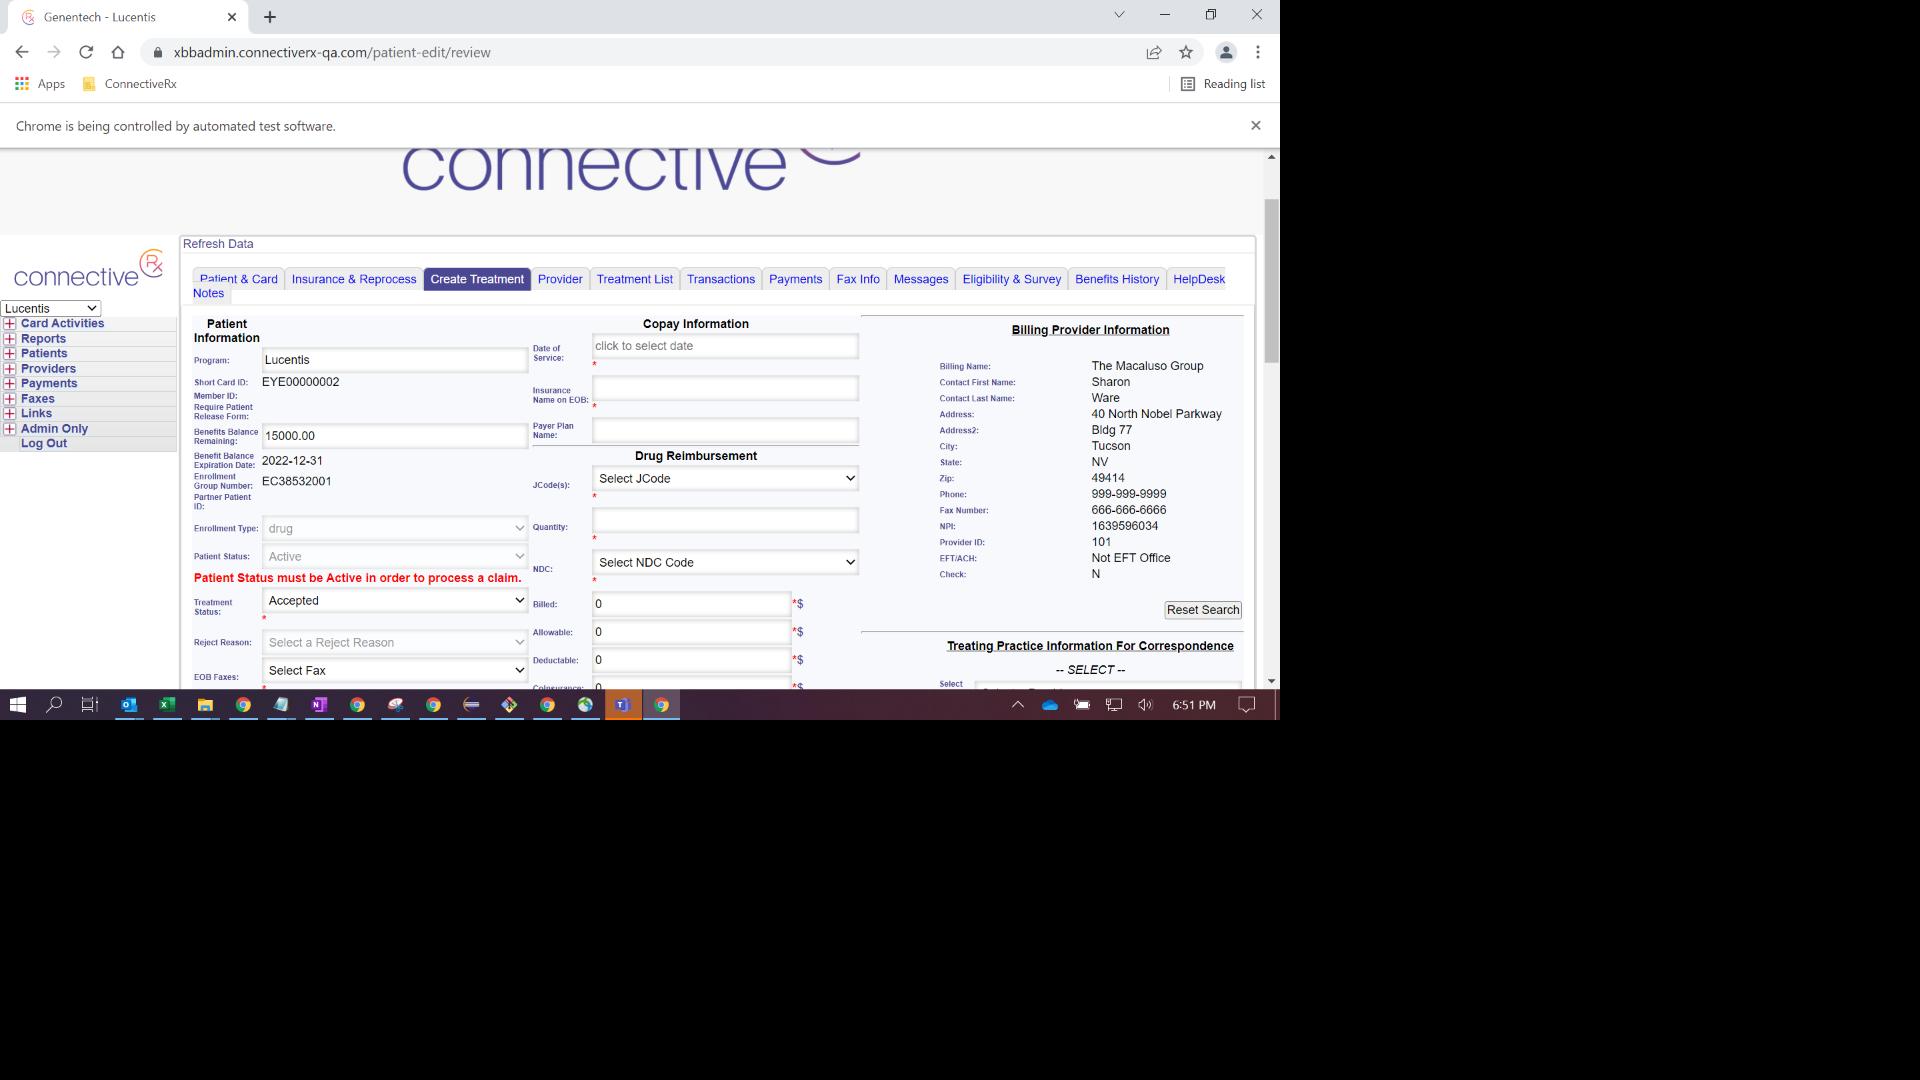 Genentech - Lucentis
xbbadmin.connectiverx-qa.com/patient-edit/review
Apps
ConnectiveRx
Reading list
Chrome is being controlled by automated test software.
connective Rx
Refresh Data
Patient & Card
Insurance & Reprocess
Create Treatment
Provider
Treatment List
Transactions
Payments
Fax Info
Messages
Eligibility & Survey
Benefits History
HelpDesk
Notes
Lucentis
Card Activities
Reports
Patients
Providers
Payments
Faxes
Links
Admin Only
Log Out
Patient
Information
Program: Lucentis
Short Card ID: EYE00000002
Member ID:
Require Patient
Release Form:
Benefits Balance
Remaining: 15000.00
Benefit Balance
Expiration Date: 2022-12-31
Enrollment
Group Number: EC38532001
Partner Patient
ID:
Enrollment Type: drug
Patient Status: Active
Patient Status must be Active in order to process a claim.
Treatment
Status: Accepted
*
Reject Reason: Select a Reject Reason
EOB Faxes: Select Fax
*
Copay Information
Date of
Service: click to select date
*
Insurance
Name on EOB:
*
Payer Plan
Name:
Drug Reimbursement
JCode(s): Select JCode
*
Quantity:
*
NDC: Select NDC Code
*
Billed: 0 *$
Allowable: 0 *$
Deductable: 0 *$
Coinsurance: 0 *$
Billing Provider Information
Billing Name: The Macaluso Group
Contact First Name: Sharon
Contact Last Name: Ware
Address: 40 North Nobel Parkway
Address2: Bldg 77
City: Tucson
State: NV
Zip: 49414
Phone: 999-999-9999
Fax Number: 666-666-6666
NPI: 1639596034
Provider ID: 101
EFT/ACH: Not EFT Office
Check: N
Reset Search
Treating Practice Information For Correspondence
-- SELECT --
Select
6:51 PM